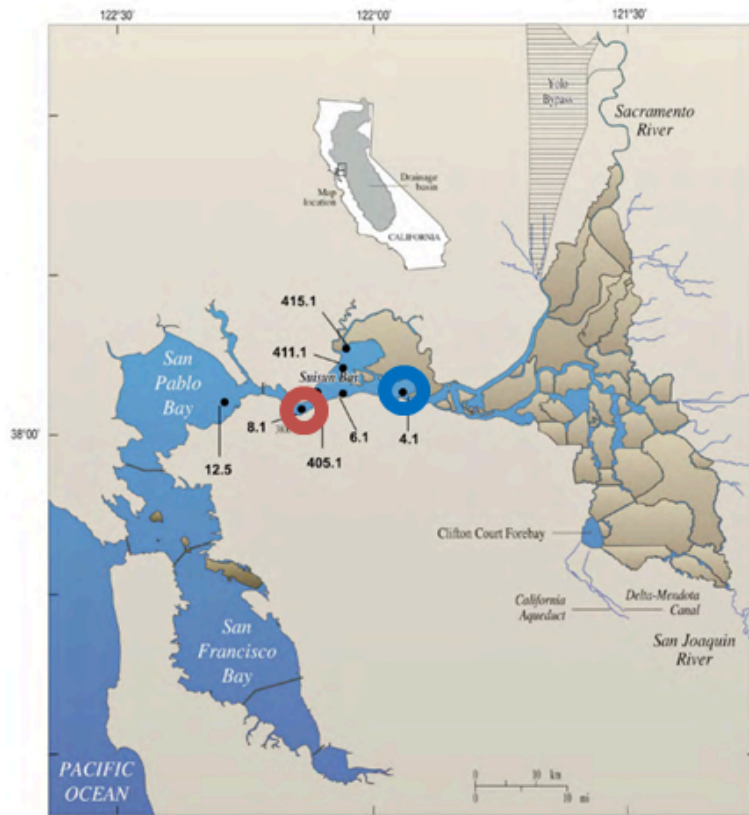 122°30'
122°00'
121°30'
Yolo
Bypass
Sacramento
River
Map
location
Drainage
basin
CALIFORNIA
415.1
411.1
San
Pablo
Bay
Suisun Bay
8.1
6.1
4.1
38°00'
12.5
405.1
Clifton Court Forebay
California
Aqueduct
Delta-Mendota
Canal
San Joaquin
River
San
Francisco
Bay
PACIFIC
OCEAN
0 10 km
0 10 mi